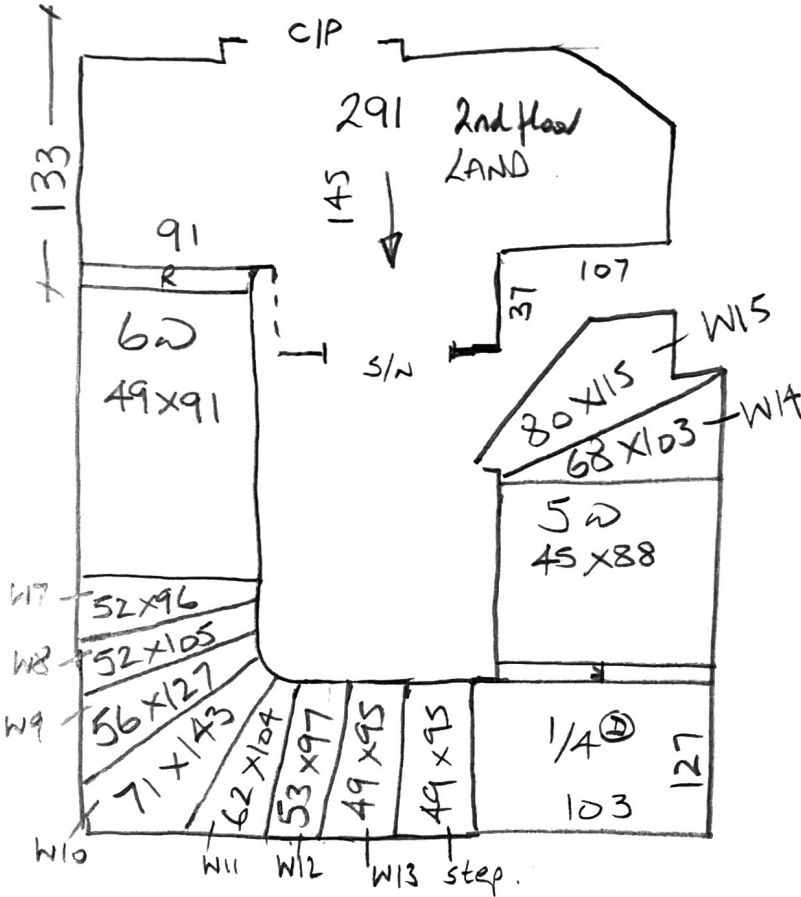 C/P
291
2nd floor
LAND
133
145
91
R
107
37
6W
49x91
S/N
W15
80x115
W14
68x103
5W
45x88
W7
52x96
W8
52x105
W9
56x127
71x143
62x104
53x97
49x95
49x95
1/4 H
127
103
W10
W11
W12
W13
step.